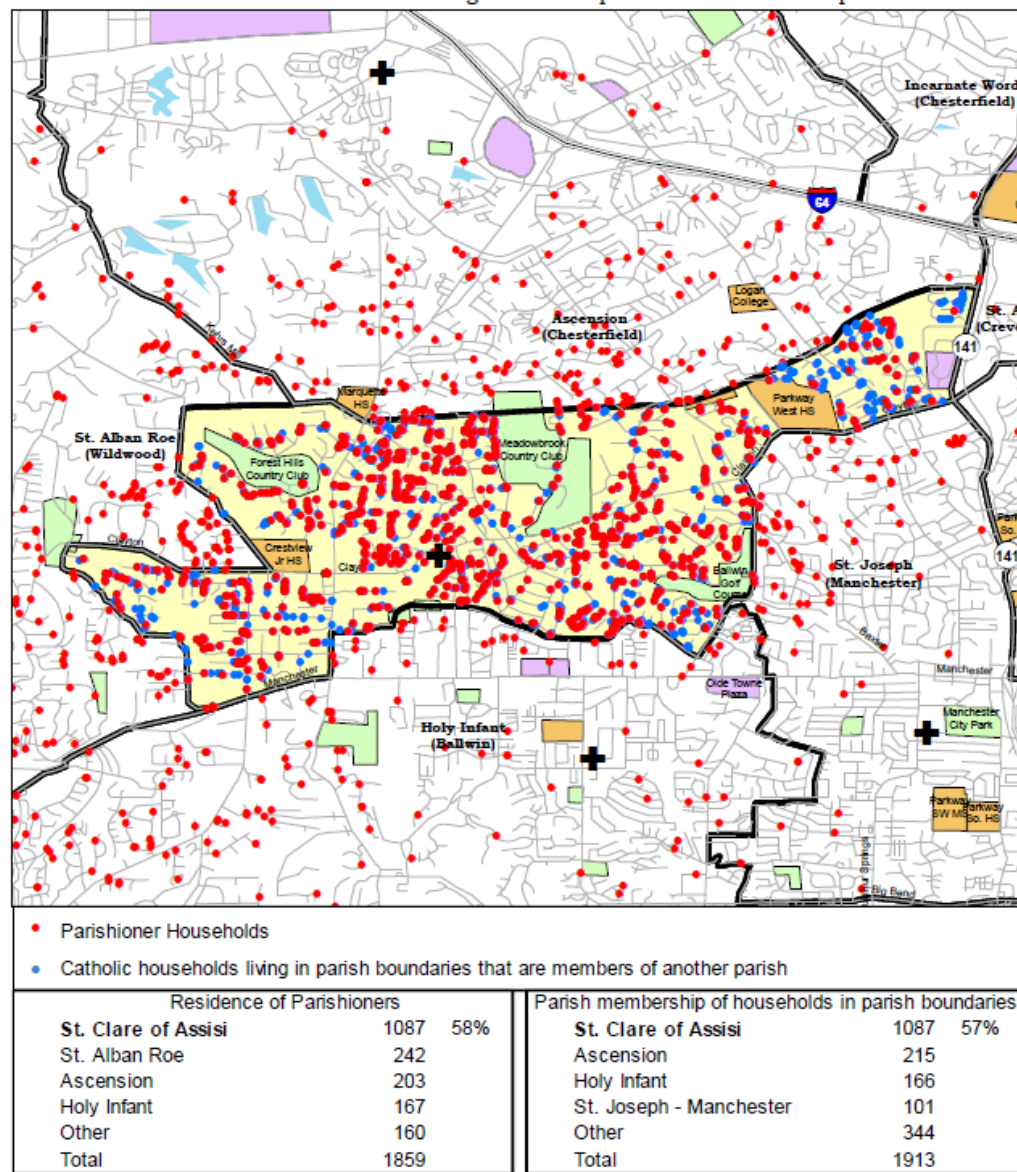 Incarnate Word
(Chesterfield)
64
Logan
College
Ascension
(Chesterfield)
141
Marquette
HS
Parkway
West HS
St. Alban Roe
(Wildwood)
Forest Hills
Country Club
Meadowbrook
Country Club
Clayton
Crestview
Jr HS
Ballwin
Golf
St. Joseph
(Manchester)
141
Baxter
Manchester
Manchester
Olde Towne
Plaza
Holy Infant
(Ballwin)
Manchester
City Park
Parkway
SW MS
Parkway
So. HS
Big Bend
Parishioner Households
Catholic households living in parish boundaries that are members of another parish
Residence of Parishioners
St. Clare of Assisi 1087 58%
St. Alban Roe 242
Ascension 203
Holy Infant 167
Other 160
Total 1859
Parish membership of households in parish boundaries
St. Clare of Assisi 1087 57%
Ascension 215
Holy Infant 166
St. Joseph - Manchester 101
Other 344
Total 1913